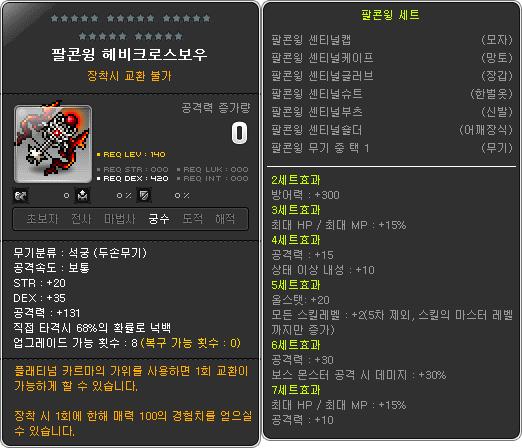 팔콘윙 헤비크로스보우
장착시 교환 불가
공격력 증가량
0
REQ LEV : 140
REQ STR : 000
REQ LUK : 000
REQ DEX : 420
REQ INT : 000
0
0 %
0 %
초보자 전사 마법사 궁수 도적 해적
무기분류 : 석궁 (두손무기)
공격속도 : 보통
STR : +20
DEX : +35
공격력 : +131
직접 타격시 68%의 확률로 넉백
업그레이드 가능 횟수 : 8 (복구 가능 횟수 : 0)
플래티넘 카르마의 가위를 사용하면 1회 교환이
가능하게 할 수 있습니다.
장착 시 1회에 한해 매력 100의 경험치를 얻으실
수 있습니다.
팔콘윙 세트
팔콘윙 센티널캡 (모자)
팔콘윙 센티널케이프 (망토)
팔콘윙 센티널글러브 (장갑)
팔콘윙 센티널슈트 (한벌옷)
팔콘윙 센티널부츠 (신발)
팔콘윙 센티널숄더 (어깨장식)
팔콘윙 무기 중 택 1 (무기)
2세트효과
방어력 : +300
3세트효과
최대 HP / 최대 MP : +15%
4세트효과
공격력 : +15
상태 이상 내성 : +10
5세트효과
올스탯: +20
모든 스킬레벨 : +2(5차 제외, 스킬의 마스터 레벨
까지만 증가)
6세트효과
공격력 : +30
보스 몬스터 공격 시 데미지 : +30%
7세트효과
최대 HP / 최대 MP : +15%
공격력 : +10